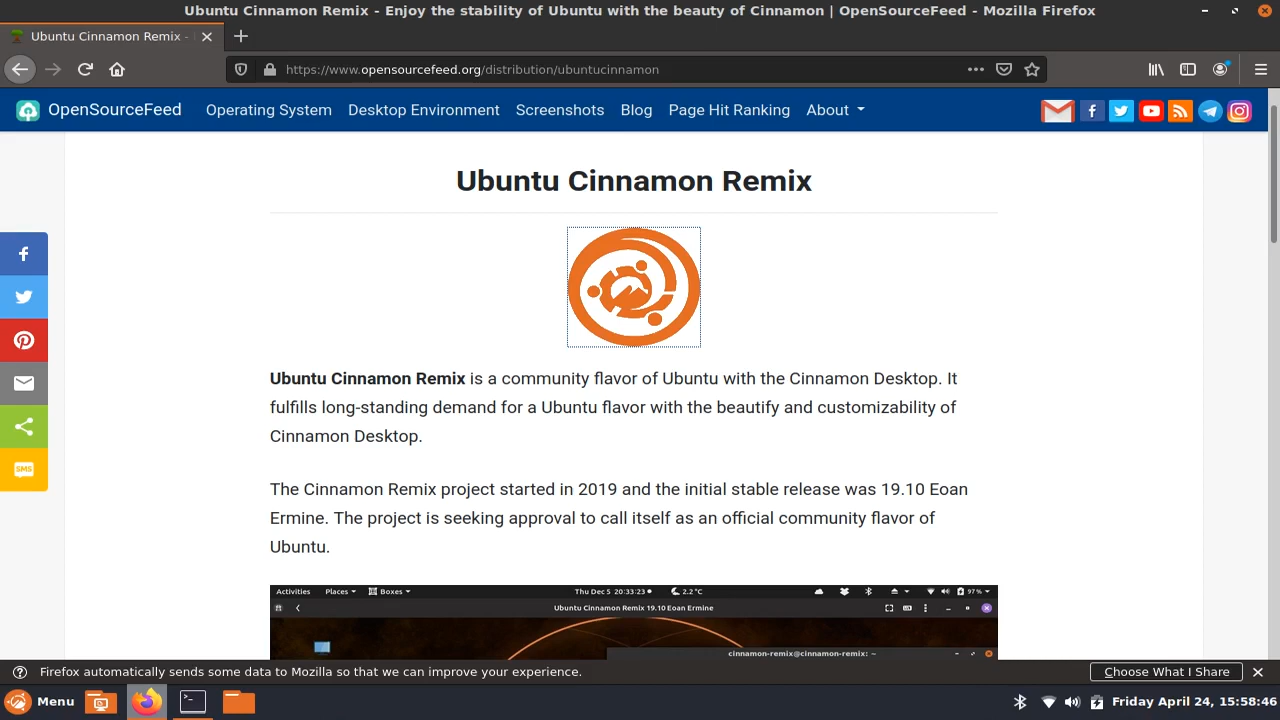 Ubuntu Cinnamon Remix - Enjoy the stability of Ubuntu with the beauty of Cinnamon | OpenSourceFeed - Mozilla Firefox
Ubuntu Cinnamon Remix -
https://www.opensourcefeed.org/distribution/ubuntucinnamon
OpenSourceFeed Operating System Desktop Environment Screenshots Blog Page Hit Ranking About
Ubuntu Cinnamon Remix
Ubuntu Cinnamon Remix is a community flavor of Ubuntu with the Cinnamon Desktop. It
fulfills long-standing demand for a Ubuntu flavor with the beautify and customizability of
Cinnamon Desktop.
SMS
The Cinnamon Remix project started in 2019 and the initial stable release was 19.10 Eoan
Ermine. The project is seeking approval to call itself as an official community flavor of
Ubuntu.
Activities Places Boxes Thu Dec 5 20:33:23 2.2 °C 97 %
Ubuntu Cinnamon Remix 19.10 Eoan Ermine
cinnamon-remix@cinnamon-remix: ~
Firefox automatically sends some data to Mozilla so that we can improve your experience. Choose What I Share
Menu Friday April 24, 15:58:46